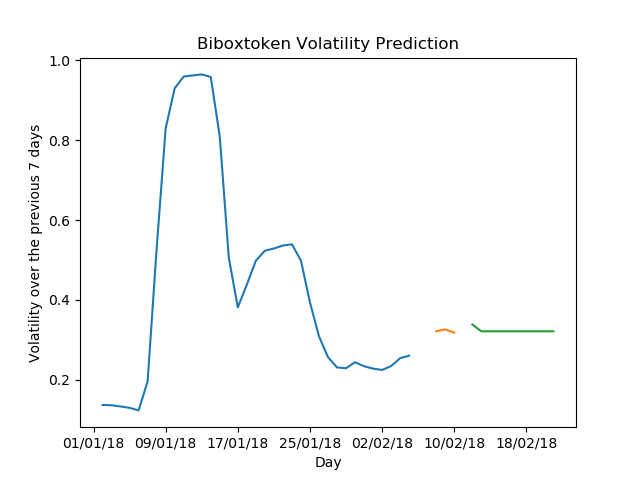 Biboxtoken Volatility Prediction
1.0
0.8
0.6
0.4
0.2
Volatility over the previous 7 days
01/01/18 09/01/18 17/01/18 25/01/18 02/02/18 10/02/18 18/02/18
Day